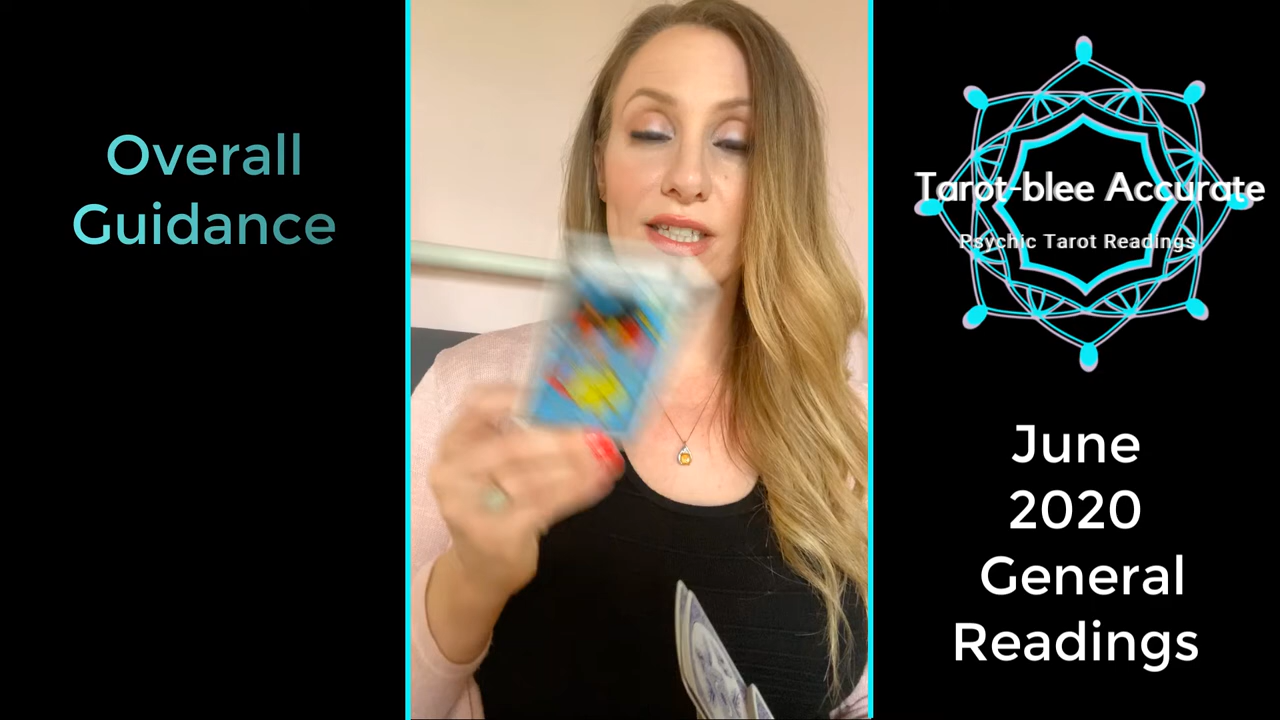 Overall
Guidance
Tarot-blee Accurate
Psychic Tarot Readings
June
2020
General
Readings